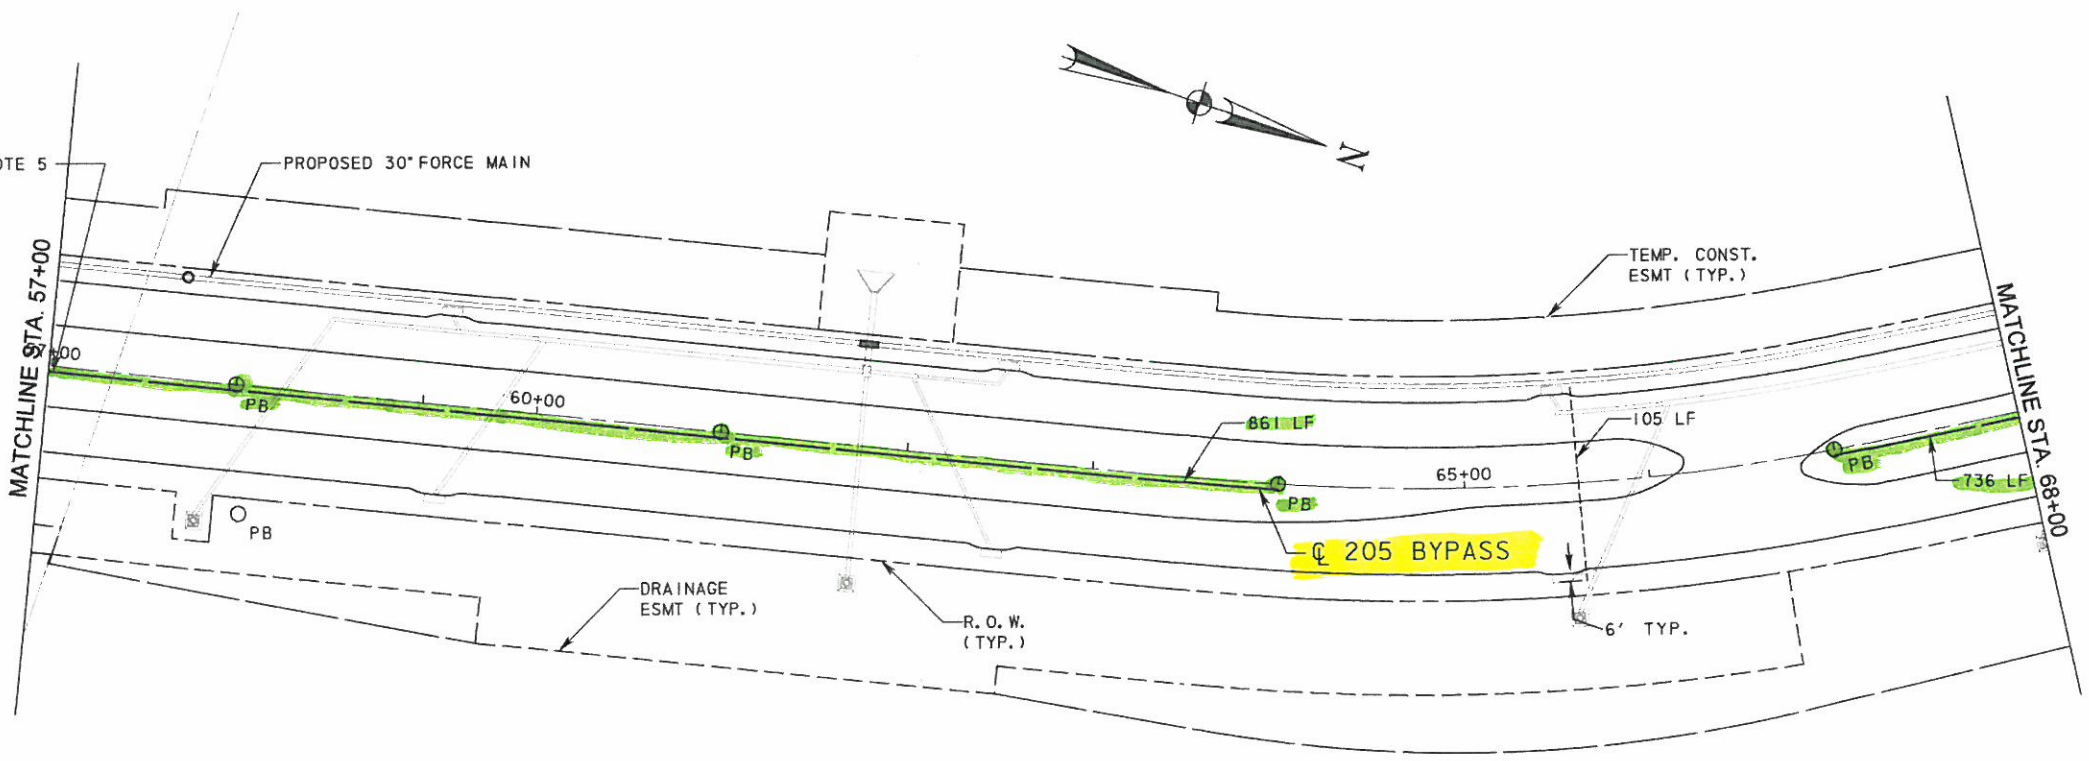 N
OTE 5
PROPOSED 30" FORCE MAIN
TEMP. CONST.
ESMT (TYP.)
MATCHLINE STA. 57+00
MATCHLINE STA. 68+00
57+00
PB
60+00
PB
861 LF
105 LF
65+00
PB
PB
736 LF
PB
℄ 205 BYPASS
DRAINAGE
ESMT (TYP.)
R.O.W.
(TYP.)
6' TYP.